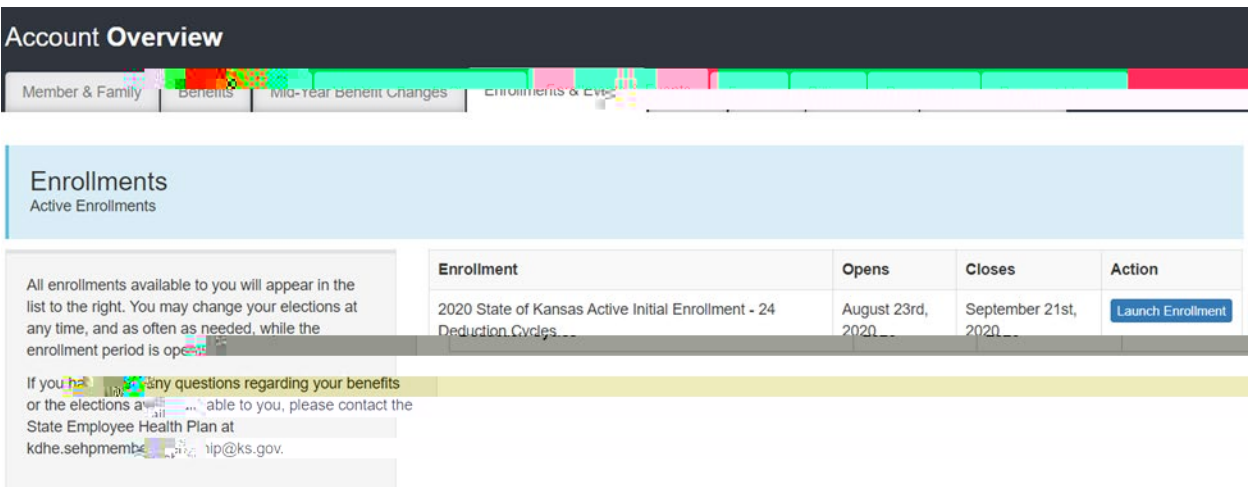 Account Overview
Member & Family Benefits Mid-Year Benefit Changes Enrollments &
Enrollments
Active Enrollments
Enrollment Opens Closes Action
All enrollments available to you will appear in the
list to the right. You may change your elections at
any time, and as often as needed, while the
enrollment period is
2020 State of Kansas Active Initial Enrollment - 24
Deduction Cycles
August 23rd,
2020
September 21st,
2020
Launch Enrollment
If you any questions regarding your benefits
or the elections to you, please contact the
State Employee Health Plan at